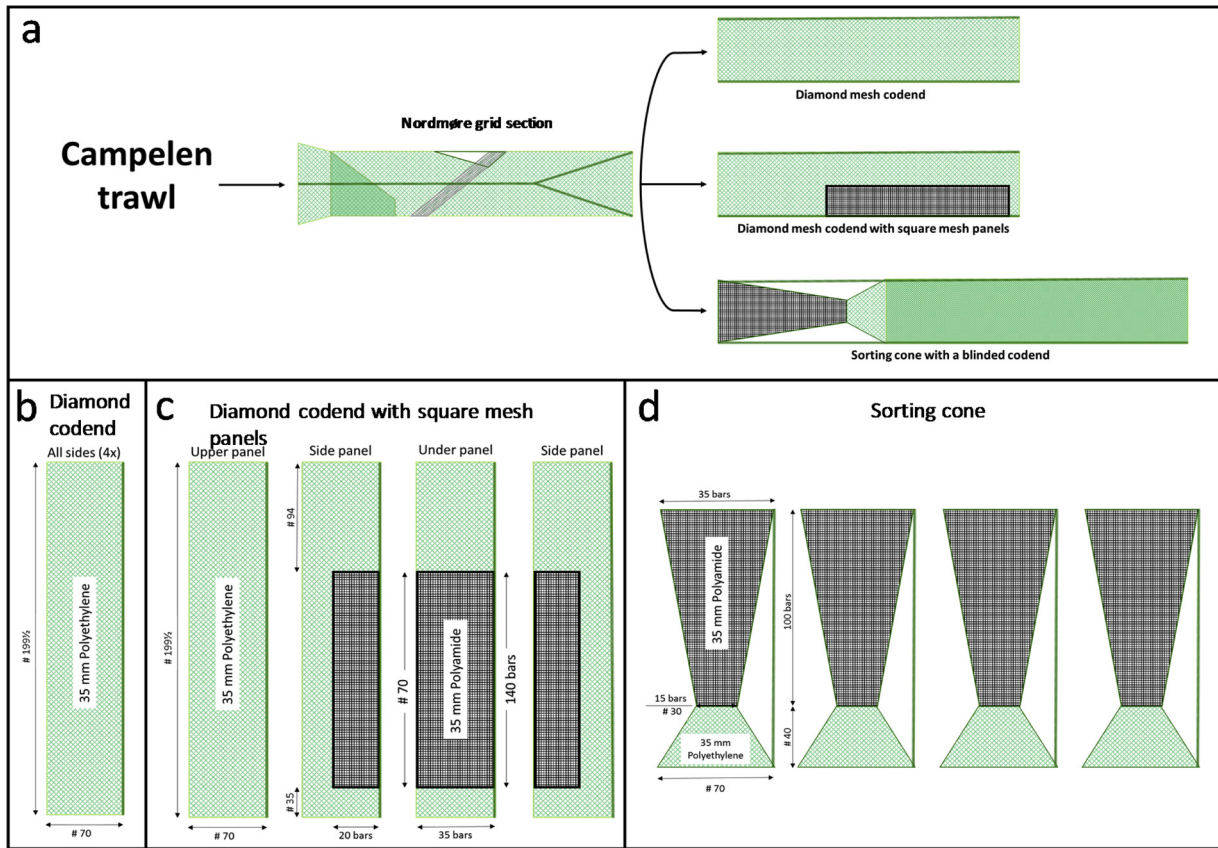 a
Campelen
trawl
Nordmøre grid section
Diamond mesh codend
Diamond mesh codend with square mesh panels
Sorting cone with a blinded codend
b
Diamond
codend
All sides (4x)
# 199½
35 mm Polyethylene
# 70
c
Diamond codend with square mesh
panels
Upper panel
Side panel
Under panel
Side panel
# 199½
35 mm Polyethylene
# 70
# 94
# 35
20 bars
# 70
35 mm Polyamide
140 bars
35 bars
d
Sorting cone
35 bars
35 mm Polyamide
100 bars
15 bars
# 30
# 40
35 mm
Polyethylene
# 70